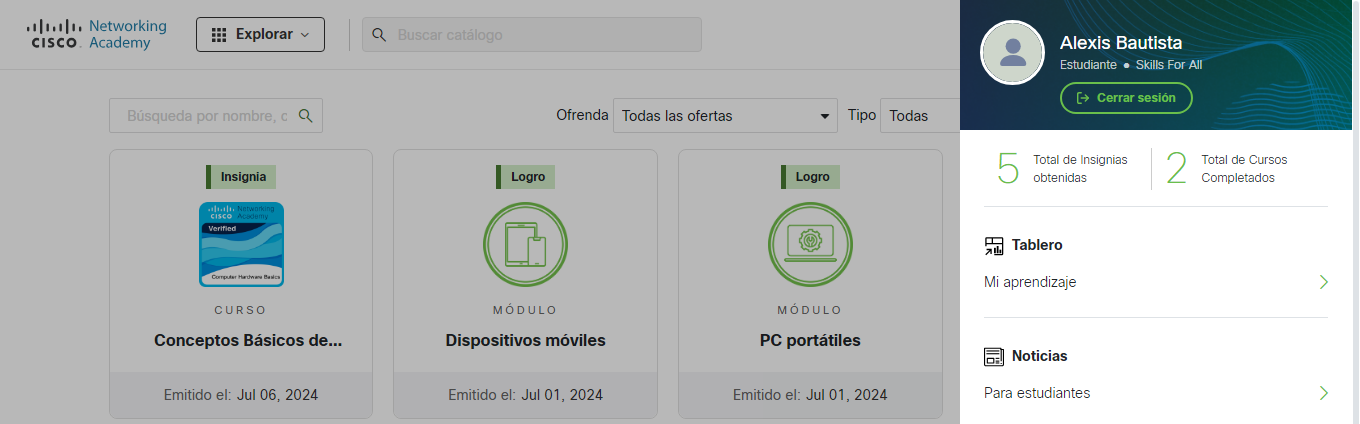 CISCO Networking Academy
Explorar
Buscar catálogo
Búsqueda por nombre, c
Ofrenda
Todas las ofertas
Tipo
Todas
Insignia
CISCO Networking Academy
Verified
Computer Hardware Basics
CURSO
Conceptos Básicos de...
Emitido el: Jul 06, 2024
Logro
MÓDULO
Dispositivos móviles
Emitido el: Jul 01, 2024
Logro
MÓDULO
PC portátiles
Emitido el: Jul 01, 2024
Alexis Bautista
Estudiante ● Skills For All
Cerrar sesión
5
Total de Insignias
obtenidas
2
Total de Cursos
Completados
Tablero
Mi aprendizaje
Noticias
Para estudiantes